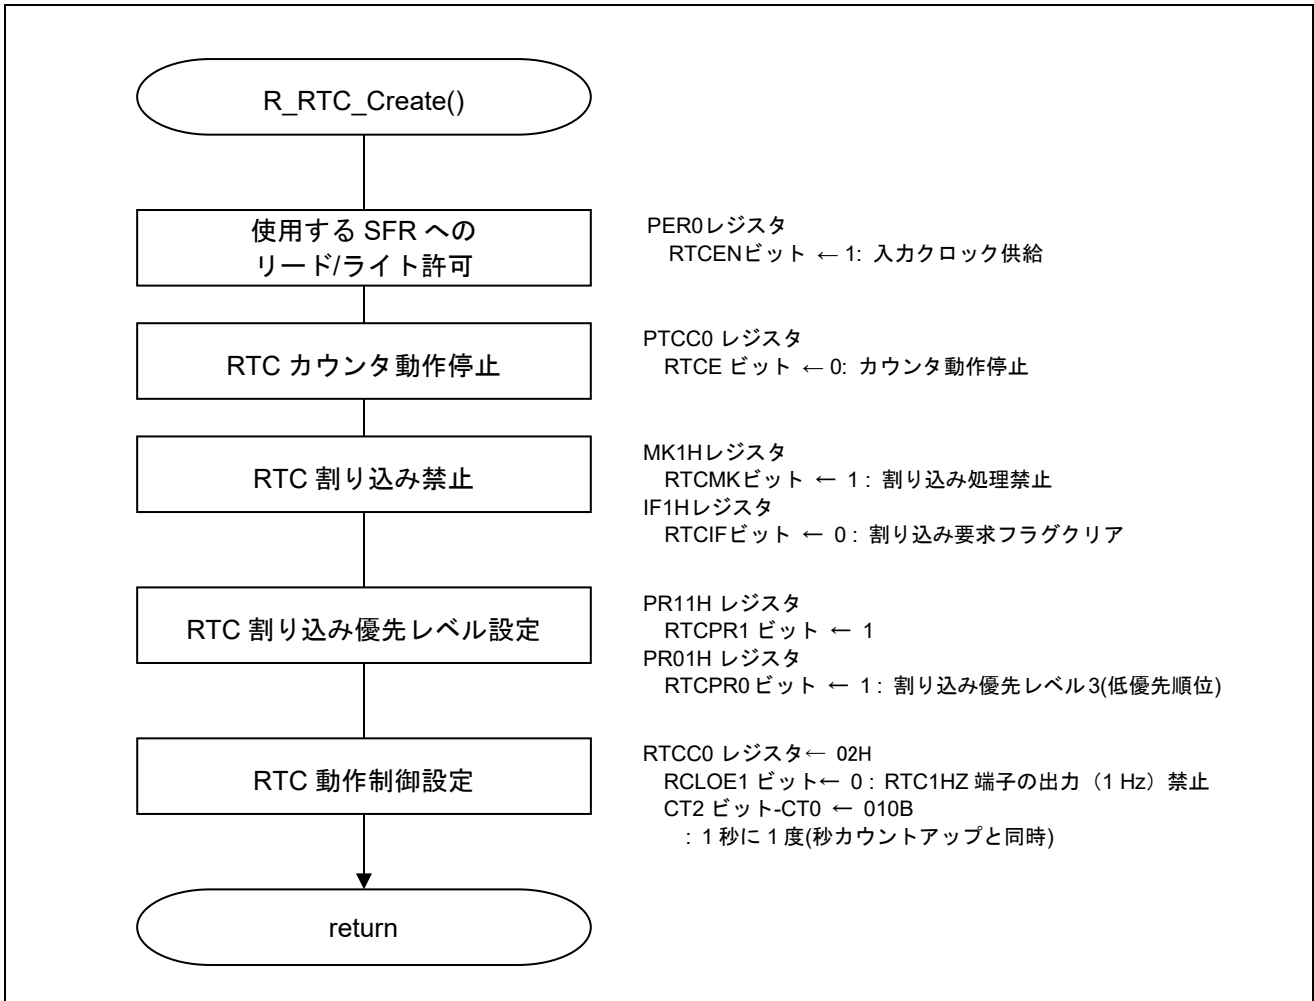 R_RTC_Create()
使用する SFR への
リード/ライト許可
PER0レジスタ
RTCENビット ← 1: 入力クロック供給
RTC カウンタ動作停止
PTCC0 レジスタ
RTCE ビット ← 0: カウンタ動作停止
RTC 割り込み禁止
MK1Hレジスタ
RTCMKビット ← 1 : 割り込み処理禁止
IF1Hレジスタ
RTCIFビット ← 0 : 割り込み要求フラグクリア
RTC 割り込み優先レベル設定
PR11H レジスタ
RTCPR1 ビット ← 1
PR01H レジスタ
RTCPR0 ビット ← 1 : 割り込み優先レベル3(低優先順位)
RTC 動作制御設定
RTCC0 レジスタ← 02H
RCLOE1 ビット← 0 : RTC1HZ 端子の出力（1 Hz）禁止
CT2 ビット-CT0 ← 010B
: 1 秒に 1 度(秒カウントアップと同時)
return